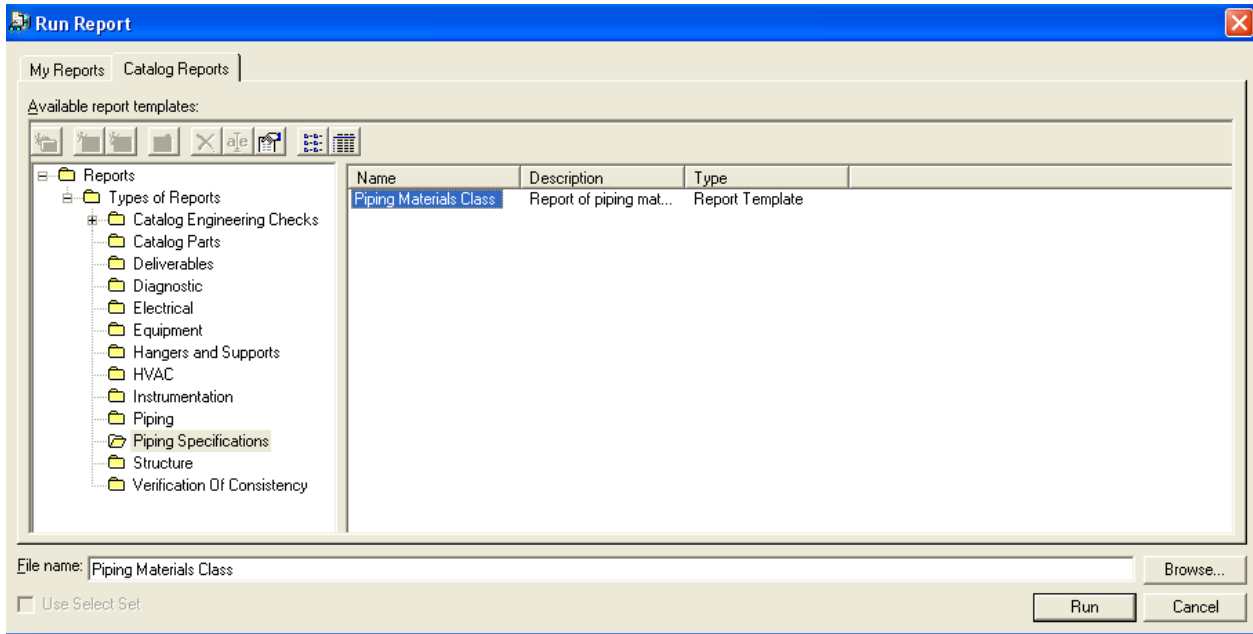 Run Report
My Reports Catalog Reports
Available report templates:
Reports
Types of Reports
Catalog Engineering Checks
Catalog Parts
Deliverables
Diagnostic
Electrical
Equipment
Hangers and Supports
HVAC
Instrumentation
Piping
Piping Specifications
Structure
Verification Of Consistency
Name Description Type
Piping Materials Class Report of piping mat... Report Template
File name: Piping Materials Class Browse...
Use Select Set Run Cancel